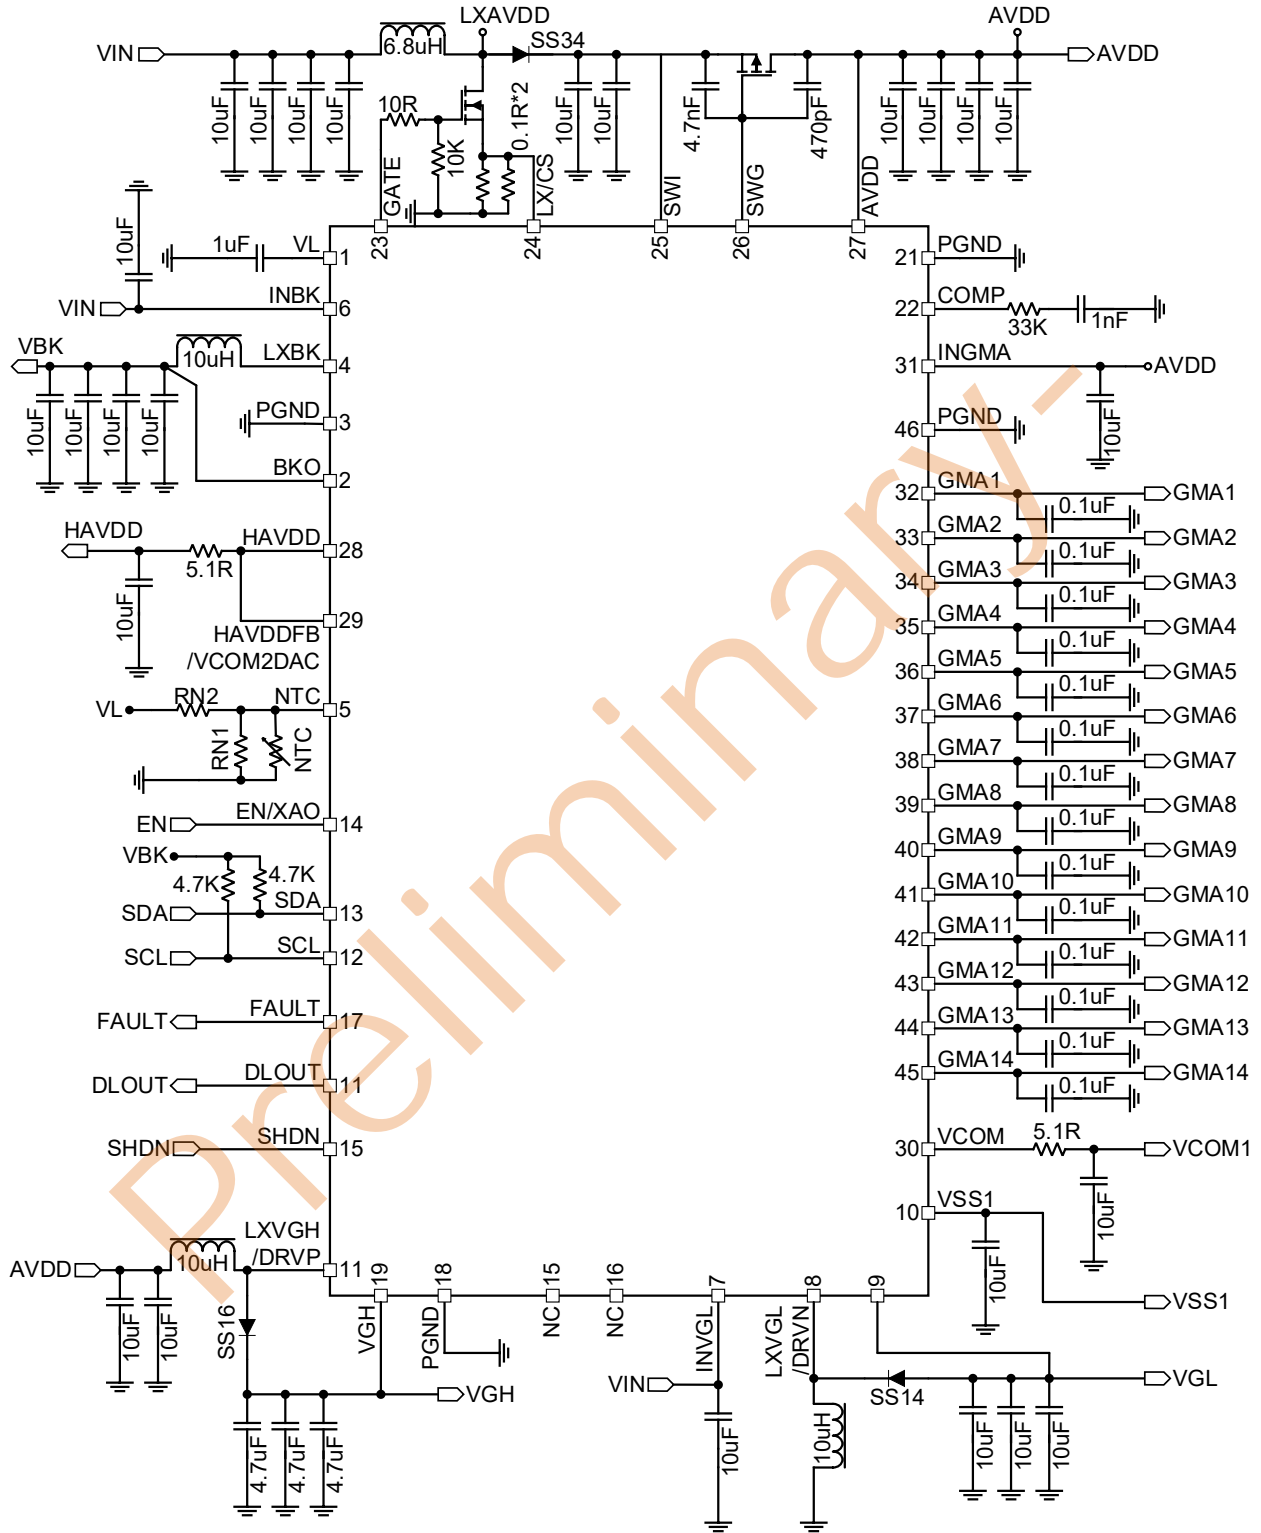 LXAVDD
AVDD
VIN
6.8uH
SS34
AVDD
10uF
10uF
10uF
10uF
10R
10K
0.1R*2
10uF
10uF
4.7nF
470pF
10uF
10uF
10uF
10uF
GATE
LX/CS
SWI
SWG
AVDD
23
24
25
26
27
10uF
1uF
VL
1
VIN
INBK
6
VBK
10uH
LXBK
4
10uF
10uF
10uF
10uF
PGND
3
BKO
2
HAVDD
HAVDD
28
5.1R
10uF
29
HAVDDFB
/VCOM2DAC
VL
RN2
NTC
5
RN1
NTC
EN
EN/XAO
14
VBK
4.7K
4.7K
SDA
SDA
13
SCL
SCL
12
FAULT
FAULT
17
DLOUT
DLOUT
11
SHDN
SHDN
15
AVDD
10uH
LXVGH
/DRVP
11
10uF
10uF
SS16
4.7uF
4.7uF
4.7uF
VGH
19
VGH
18
PGND
15
NC
16
NC
7
INVGL
VIN
10uF
8
LXVGL
/DRVN
10uH
9
SS14
10uF
10uF
10uF
VGL
21
PGND
22
COMP
33K
1nF
31
INGMA
AVDD
10uF
46
PGND
32
GMA1
0.1uF
GMA1
33
GMA2
0.1uF
GMA2
34
GMA3
0.1uF
GMA3
35
GMA4
0.1uF
GMA4
36
GMA5
0.1uF
GMA5
37
GMA6
0.1uF
GMA6
38
GMA7
0.1uF
GMA7
39
GMA8
0.1uF
GMA8
40
GMA9
0.1uF
GMA9
41
GMA10
0.1uF
GMA10
42
GMA11
0.1uF
GMA11
43
GMA12
0.1uF
GMA12
44
GMA13
0.1uF
GMA13
45
GMA14
0.1uF
GMA14
30
VCOM
5.1R
VCOM1
10uF
10
VSS1
10uF
VSS1
Preliminary-